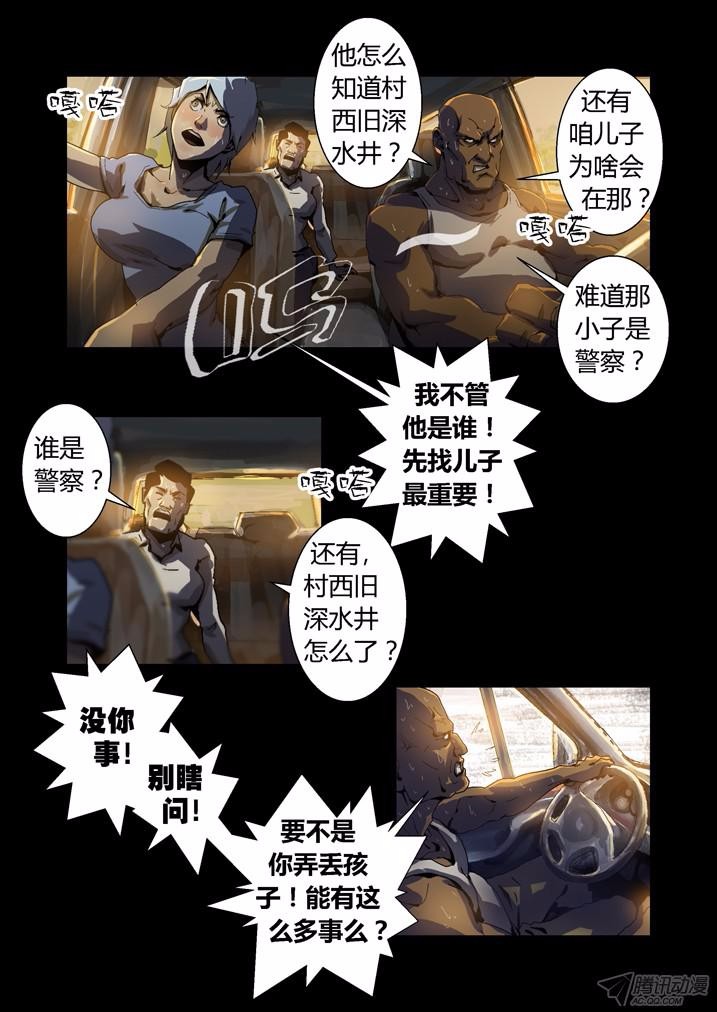 他怎么
知道村
西旧深
水井？
还有
咱儿子
为啥会
在那？
嘎嗒
嘎嗒
呜
难道那
小子是
警察？
我不管
他是谁！
先找儿子
最重要！
谁是
警察？
嘎嗒
还有，
村西旧
深水井
怎么了？
没你
事！
别瞎
问！
要不是
你弄丢孩
子！能有这
么多事么？
腾讯动漫
AC.QQ.COM